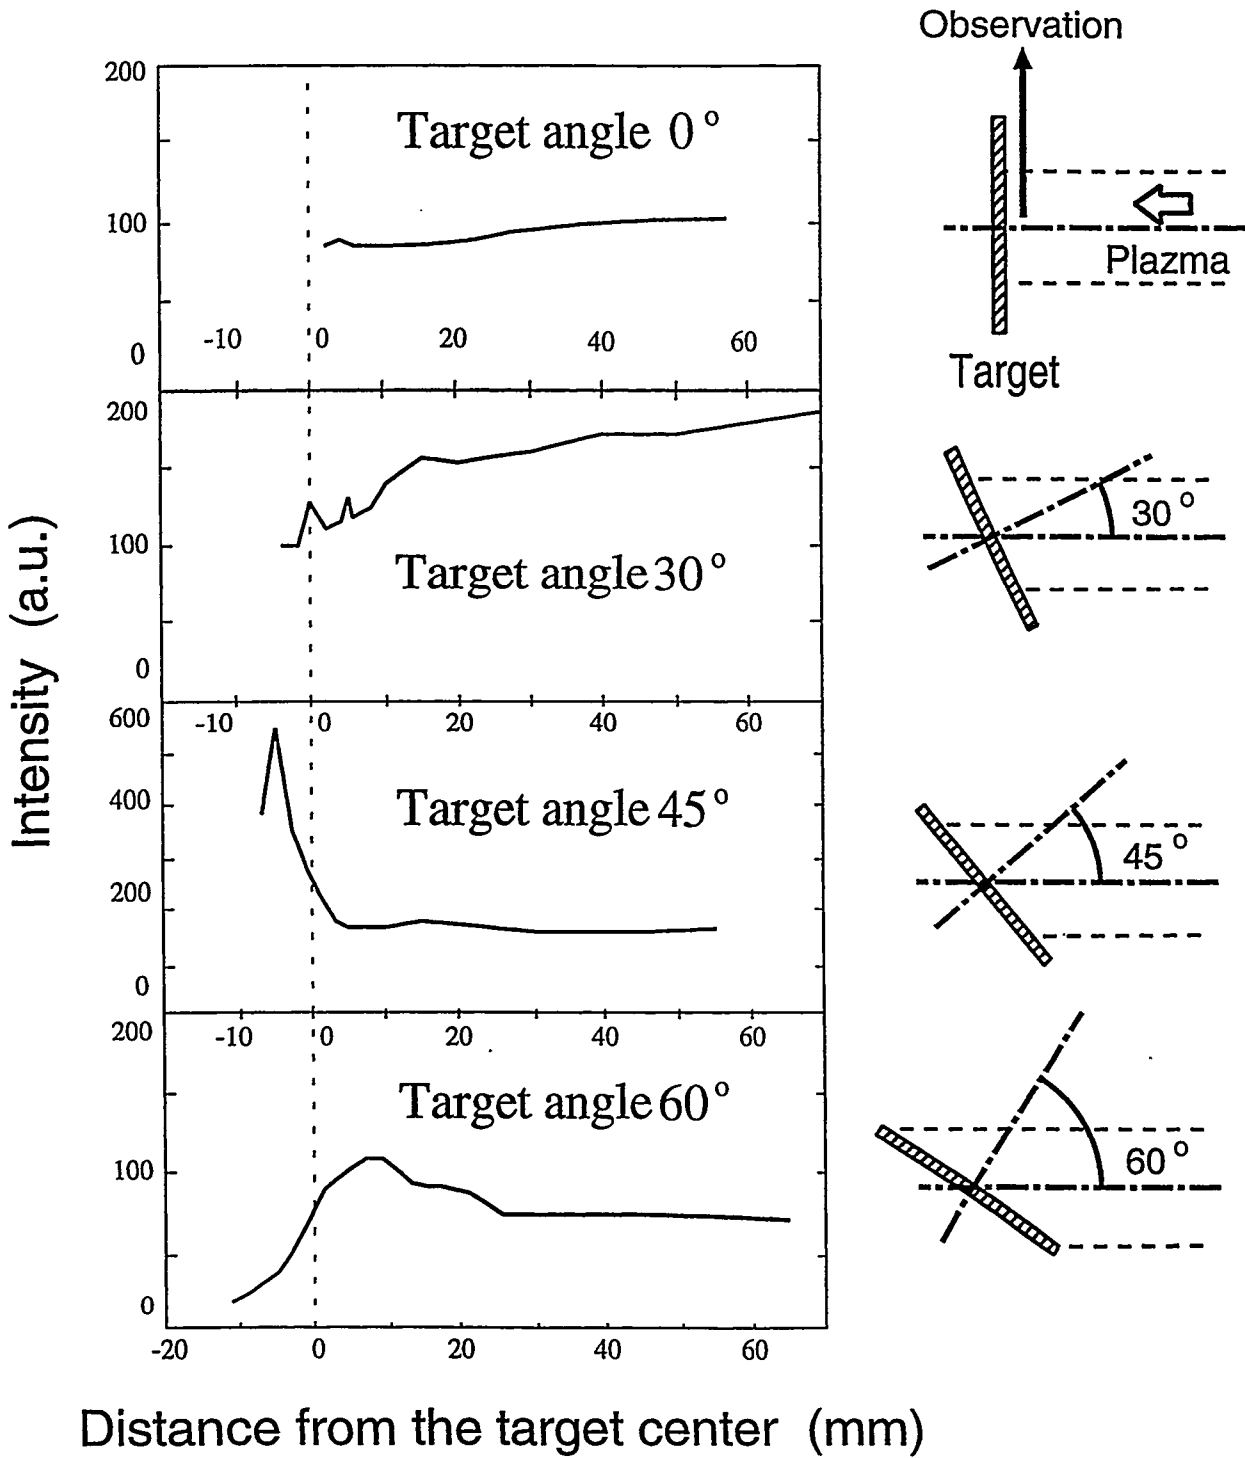 Observation
200
Target angle 0 °
100
Plazma
-10 0 20 40 60
0
Target
200
30 °
100
Target angle 30 °
0
Intensity (a.u.)
600
-10 0 20 40 60
400
Target angle 45 °
45 °
200
0
200
-10 0 20 40 60
Target angle 60 °
100
60 °
0
-20 0 20 40 60
Distance from the target center (mm)